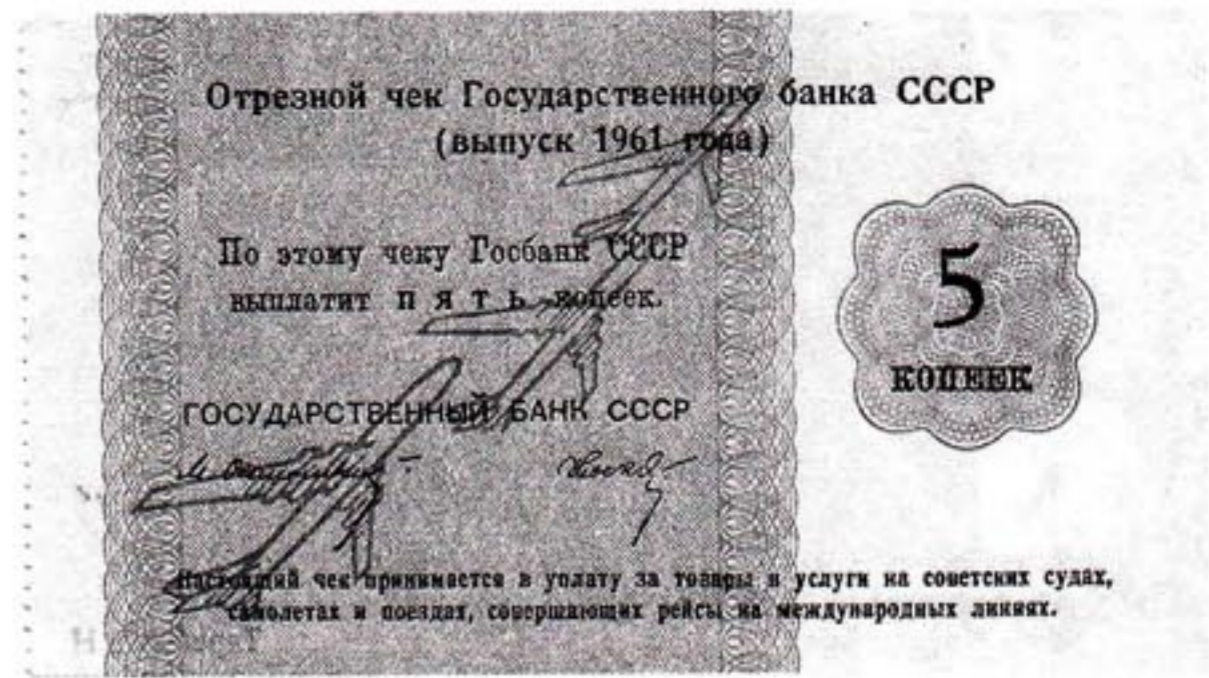 Отрезной чек Государственного банка СССР
(выпуск 1961 года)
По этому чеку Госбанк СССР
выплатит п я т ь копеек.
5
КОПЕЕК
ГОСУДАРСТВЕННЫЙ БАНК СССР
Настоящий чек принимается в уплату за товары и услуги на советских судах,
самолетах и поездах, совершающих рейсы на международных линиях.